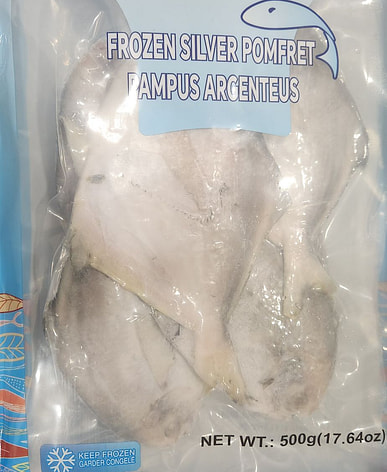 FROZEN SILVER POMFRET
PAMPUS ARGENTEUS
NET WT.: 500g(17.64oz)
KEEP FROZEN
GARDER CONGELÉ